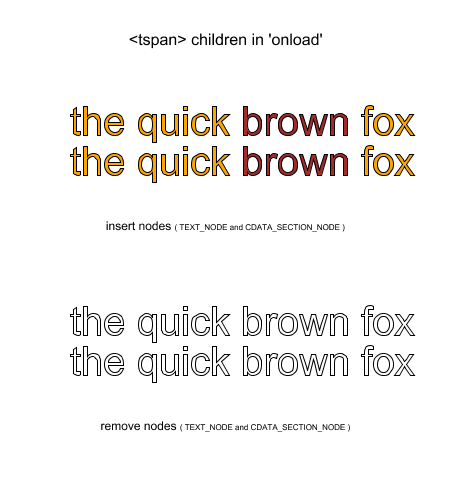 <tspan> children in 'onload'
the quick brown fox
the quick brown fox
insert nodes ( TEXT_NODE and CDATA_SECTION_NODE )
the quick brown fox
the quick brown fox
remove nodes ( TEXT_NODE and CDATA_SECTION_NODE )